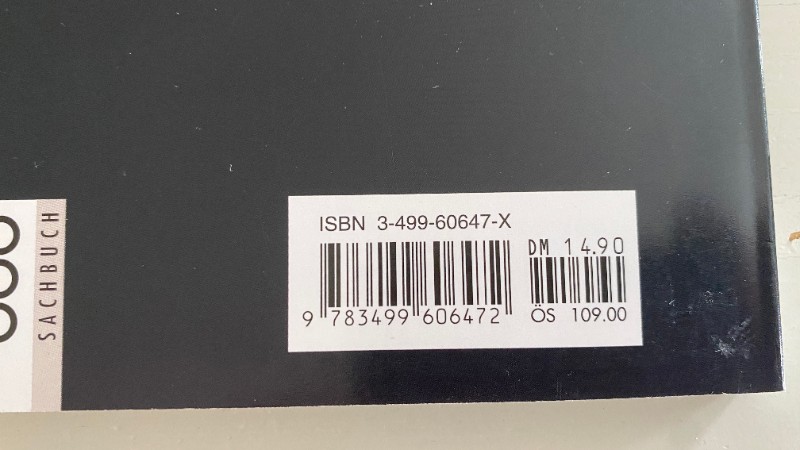 SACHBUCH
ISBN 3-499-60647-X
DM 14.90
9 783499 606472
ÖS 109.00